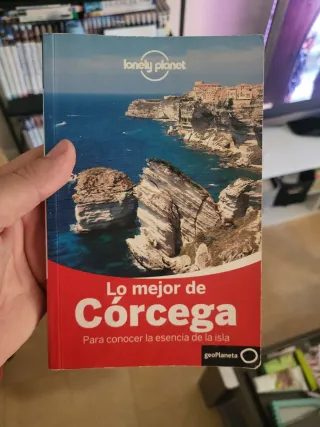 lonely planet
Lo mejor de
Córcega
Para conocer la esencia de la isla
geoPlaneta